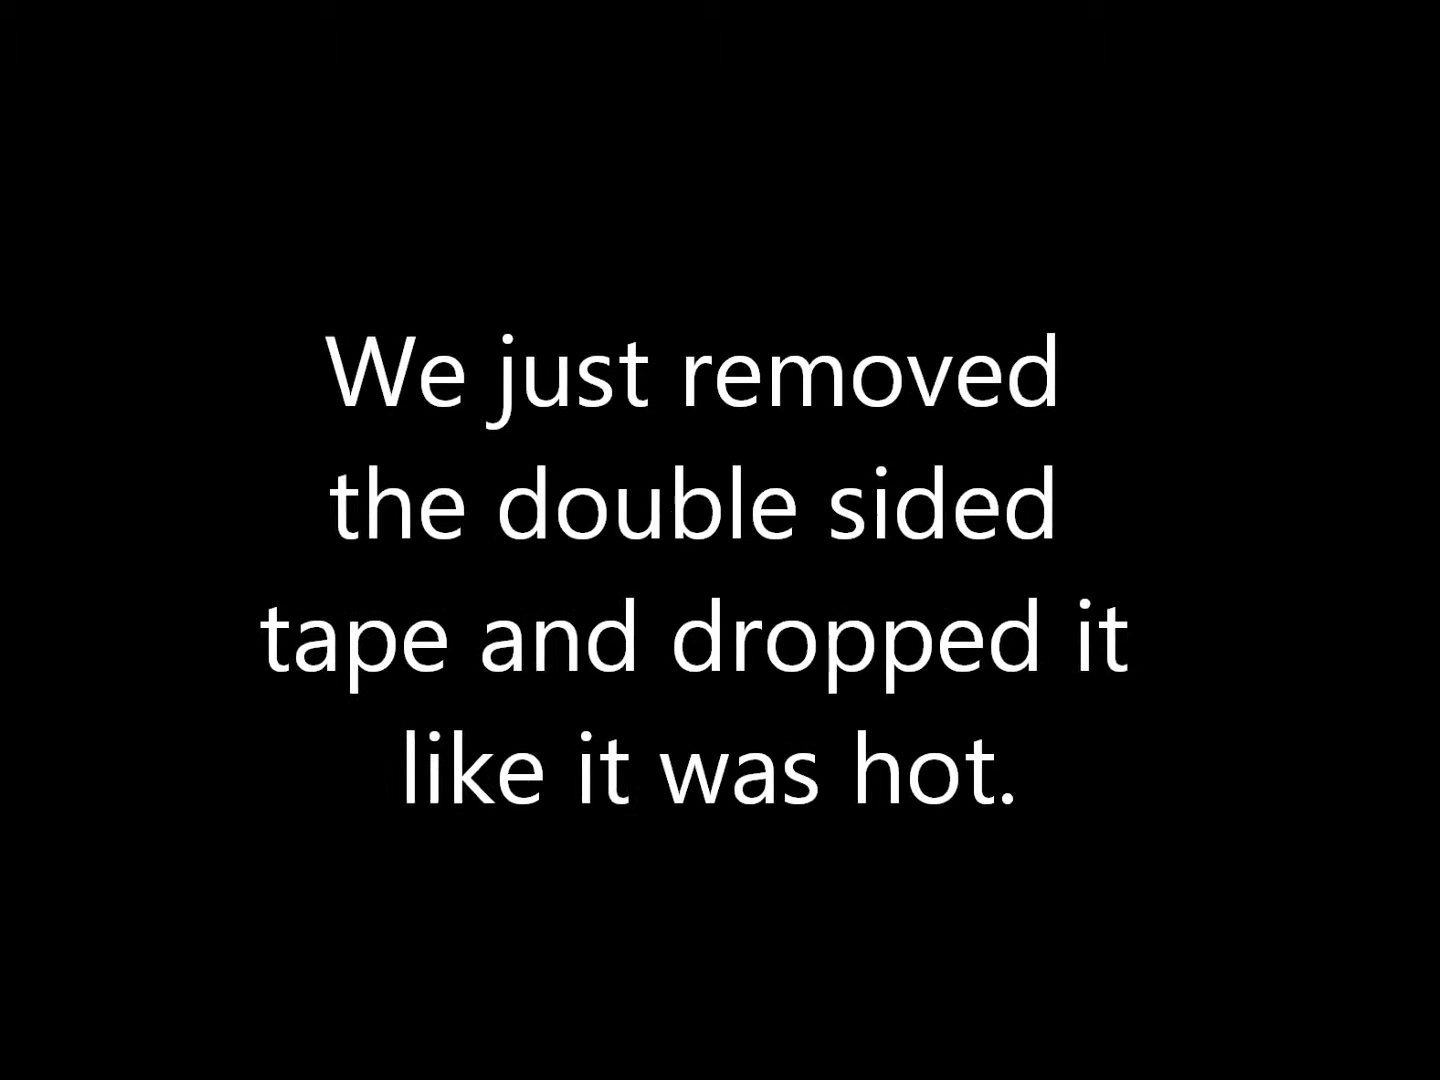 We just removed
the double sided
tape and dropped it
like it was hot.